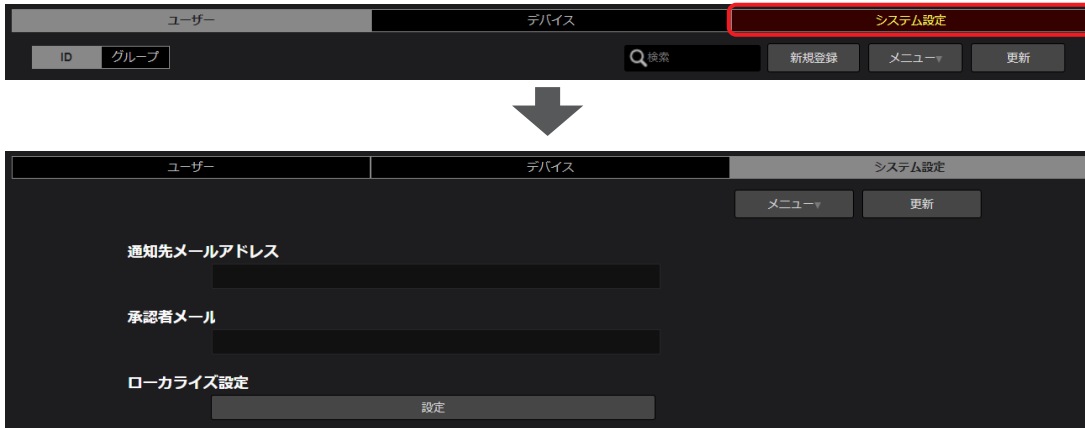 ユーザー デバイス システム設定
ID グループ 検索 新規登録 メニュー▼ 更新
ユーザー デバイス システム設定
メニュー▼ 更新
通知先メールアドレス
承認者メール
ローカライズ設定
設定